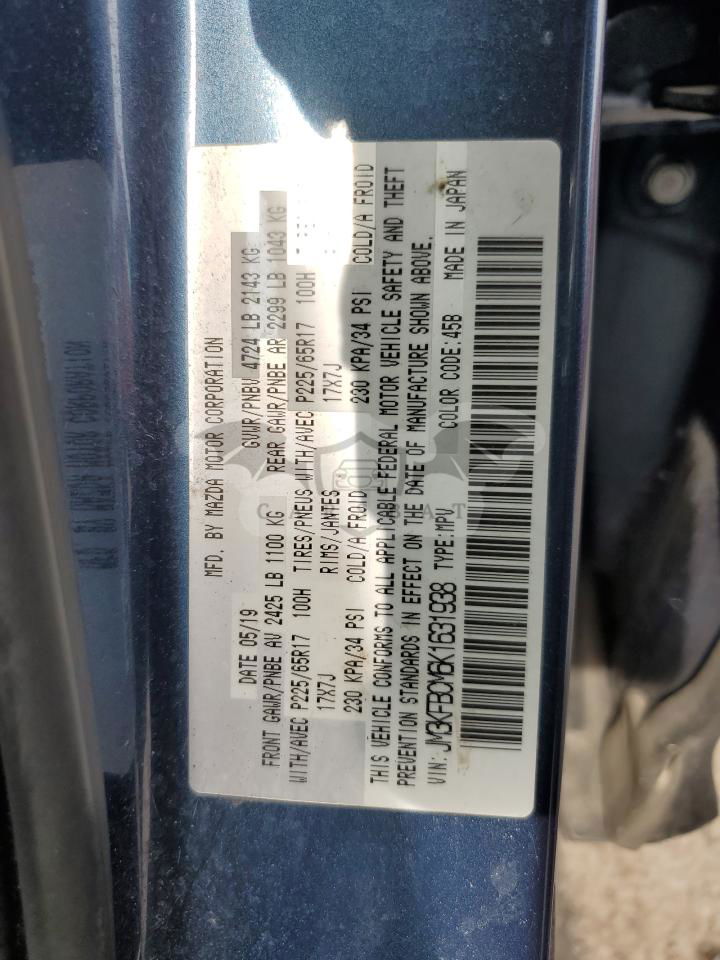 MFD. BY MAZDA MOTOR CORPORATION
DATE 05/19 GVWR/PNBV 4724 LB 2143 KG
FRONT GAWR/PNBE AV 2425 LB 1100 KG REAR GAWR/PNBE AR 2299 LB 1043 KG
WITH/AVEC P225/65R17 100H TIRES/PNEUS WITH/AVEC P225/65R17 100H
17X7J RIMS/JANTES 17X7J
230 KPA/34 PSI COLD/A FROID 230 KPA/34 PSI COLD/A FROID
THIS VEHICLE CONFORMS TO ALL APPLICABLE FEDERAL MOTOR VEHICLE SAFETY AND THEFT
PREVENTION STANDARDS IN EFFECT ON THE DATE OF MANUFACTURE SHOWN ABOVE.
VIN: JM3KFBCM6K1631938 TYPE:MPV COLOR CODE:45B MADE IN JAPAN